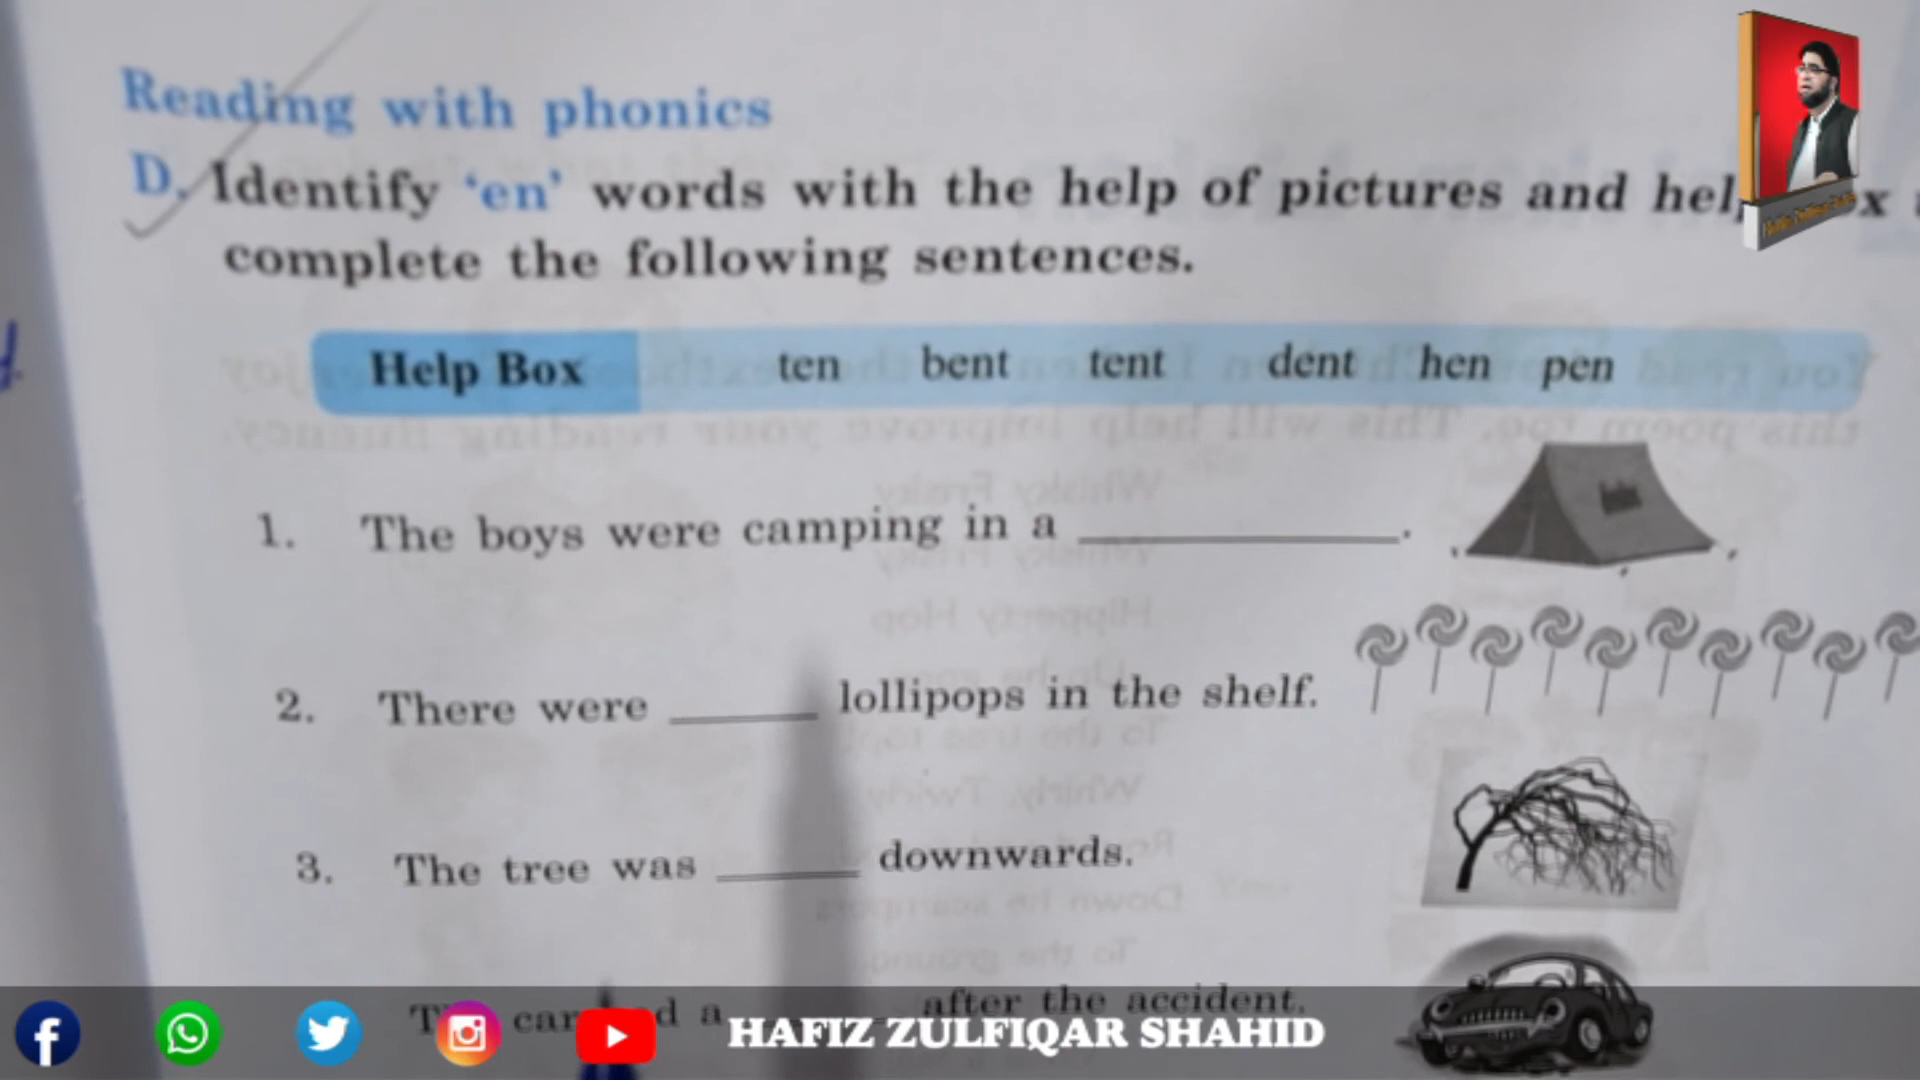 Reading with phonics
D. Identify 'en' words with the help of pictures and hel x
complete the following sentences.
Help Box ten bent tent dent hen pen
1. The boys were camping in a ____________.
2. There were ______ lollipops in the shelf.
3. The tree was ______ downwards.
car d a after the accident.
HAFIZ ZULFIQAR SHAHID